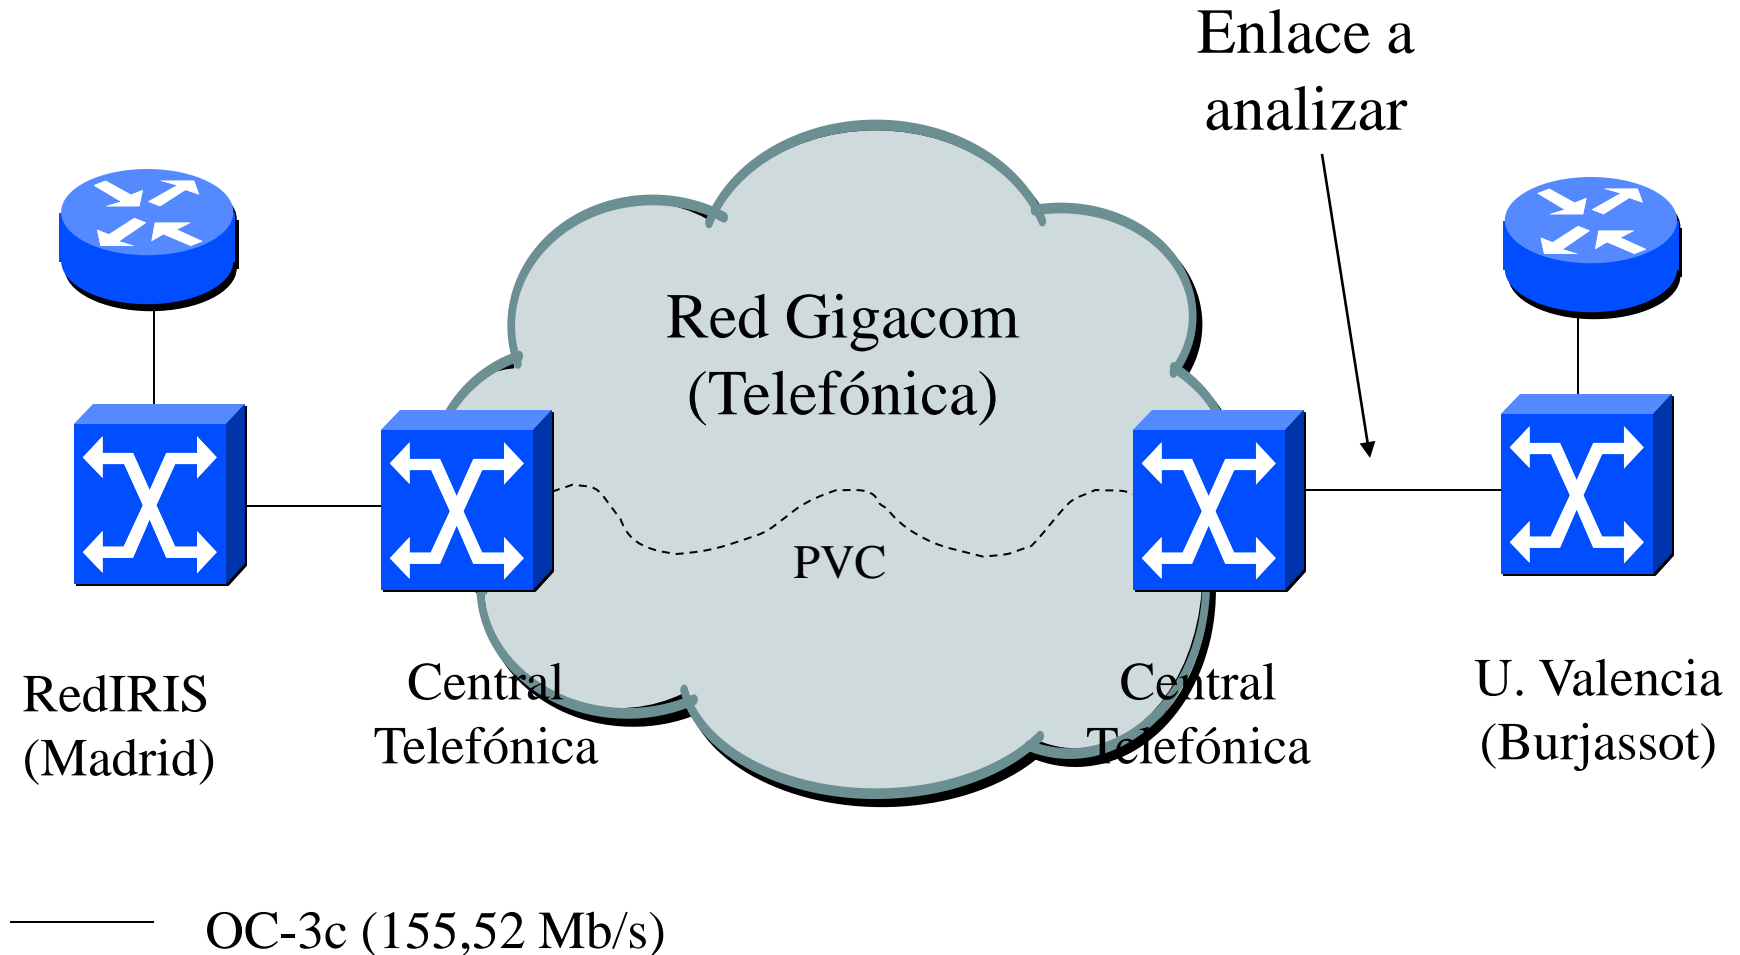 Enlace a
analizar
Red Gigacom
(Telefónica)
PVC
RedIRIS
(Madrid)
Central
Telefónica
Central
Telefónica
U. Valencia
(Burjassot)
OC-3c (155,52 Mb/s)